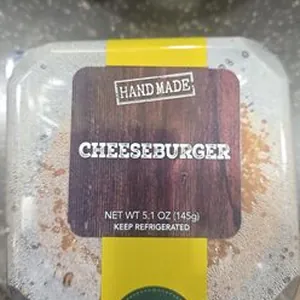 HAND MADE
CHEESEBURGER
NET WT 5.1 OZ (145g)
KEEP REFRIGERATED